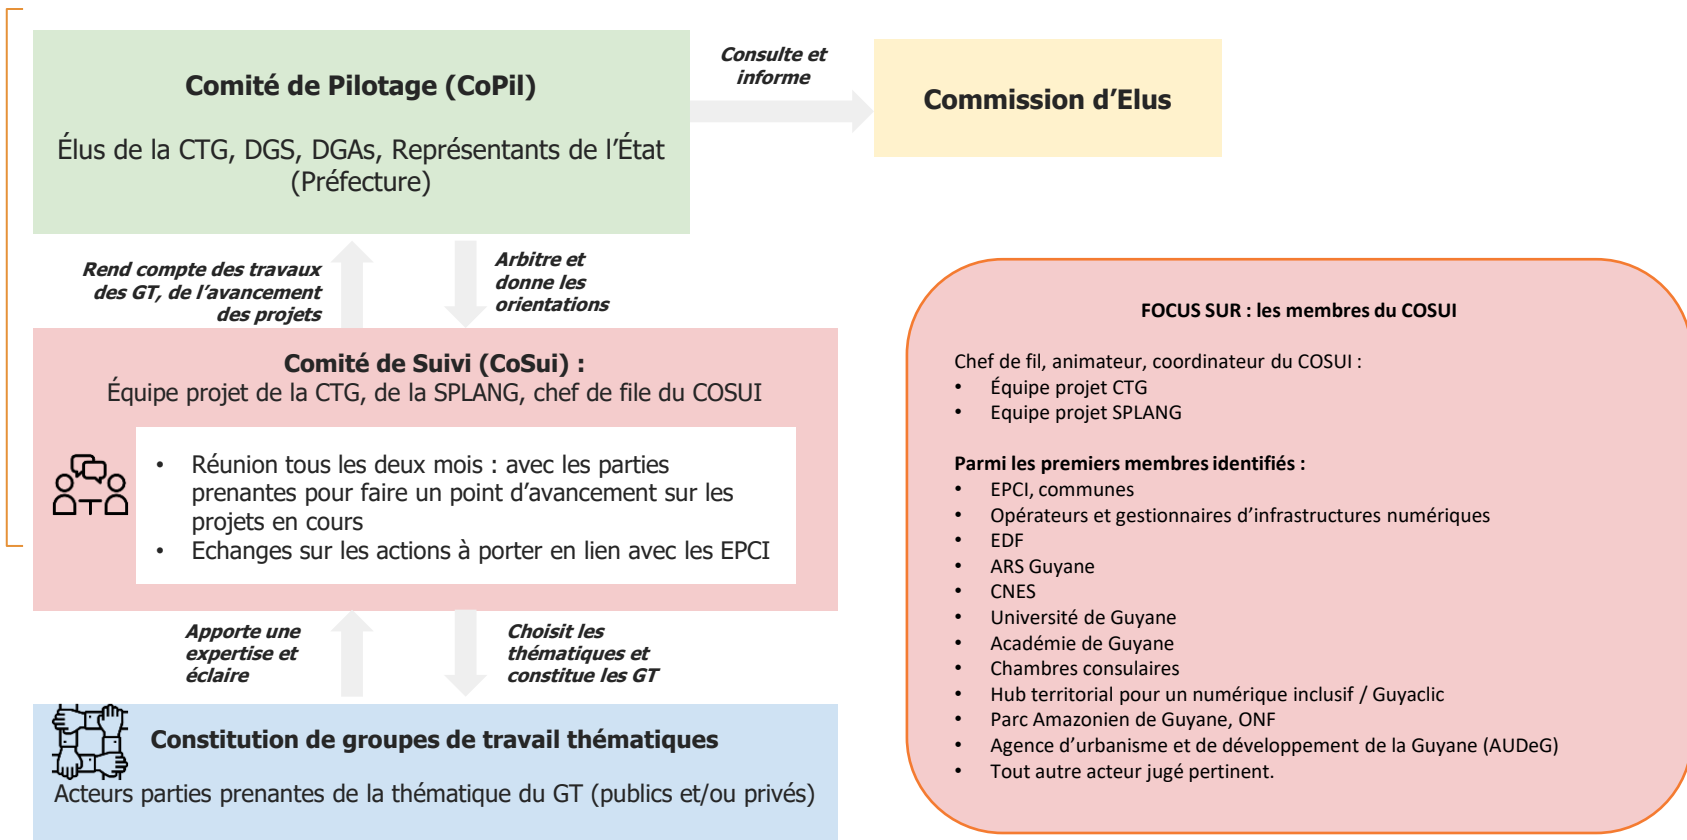 Comité de Pilotage (CoPil)
Élus de la CTG, DGS, DGAs, Représentants de l’État
(Préfecture)
Consulte et
informe
Commission d’Elus
Rend compte des travaux
des GT, de l’avancement
des projets
Arbitre et
donne les
orientations
Comité de Suivi (CoSui) :
Équipe projet de la CTG, de la SPLANG, chef de file du COSUI
• Réunion tous les deux mois : avec les parties
prenantes pour faire un point d’avancement sur les
projets en cours
• Echanges sur les actions à porter en lien avec les EPCI
Apporte une
expertise et
éclaire
Choisit les
thématiques et
constitue les GT
Constitution de groupes de travail thématiques
Acteurs parties prenantes de la thématique du GT (publics et/ou privés)
FOCUS SUR : les membres du COSUI
Chef de fil, animateur, coordinateur du COSUI :
• Équipe projet CTG
• Equipe projet SPLANG
Parmi les premiers membres identifiés :
• EPCI, communes
• Opérateurs et gestionnaires d’infrastructures numériques
• EDF
• ARS Guyane
• CNES
• Université de Guyane
• Académie de Guyane
• Chambres consulaires
• Hub territorial pour un numérique inclusif / Guyaclic
• Parc Amazonien de Guyane, ONF
• Agence d’urbanisme et de développement de la Guyane (AUDeG)
• Tout autre acteur jugé pertinent.